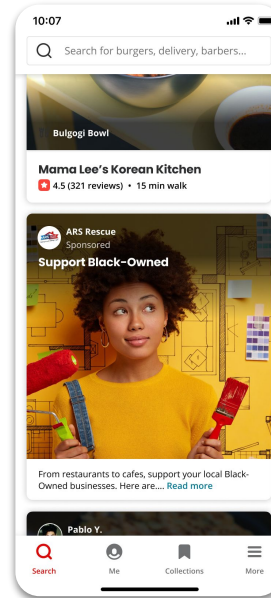 10:07
Search for burgers, delivery, barbers...
Bulgogi Bowl
Mama Lee's Korean Kitchen
4.5 (321 reviews) • 15 min walk
ARS Rescue
Sponsored
Support Black-Owned
From restaurants to cafes, support your local Black-
Owned businesses. Here are.... Read more
Pablo Y.
Search
Me
Collections
More